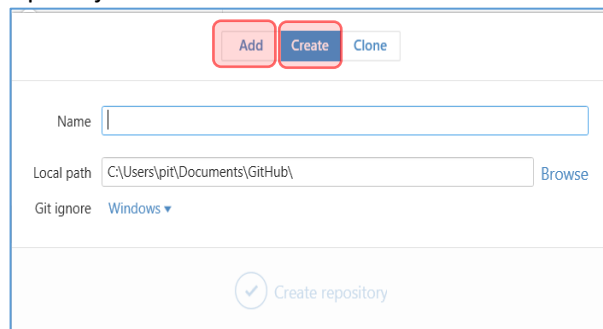 Add Create Clone
Name
Local path C:\Users\pit\Documents\GitHub\ Browse
Git ignore Windows
Create repository